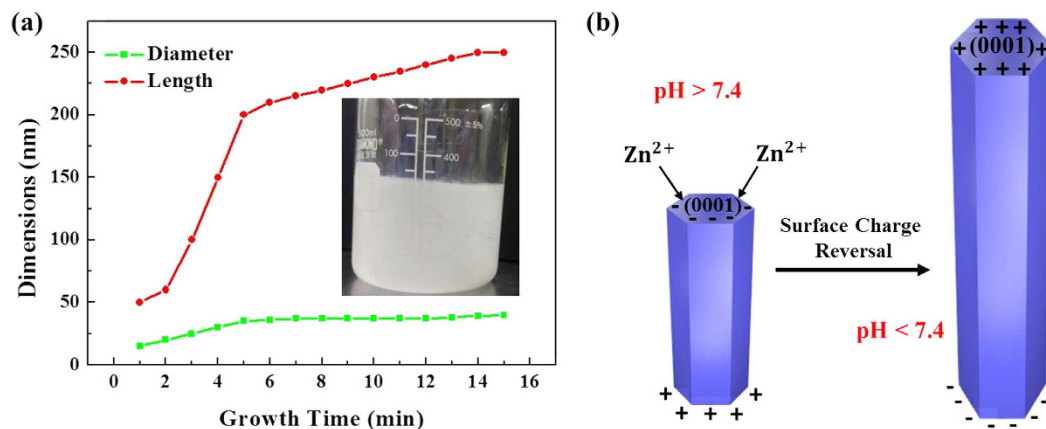 (a)
Diameter
Length
Dimensions (nm)
250
200
150
100
50
0
0 2 4 6 8 10 12 14 16
Growth Time (min)
0
500 ±5%
100
400
(b)
pH > 7.4
Zn²⁺ Zn²⁺
- (0001) -
- - -
+ + + + +
Surface Charge
Reversal
pH < 7.4
+ + +
+ (0001) +
+ + +
- - - - - - - -